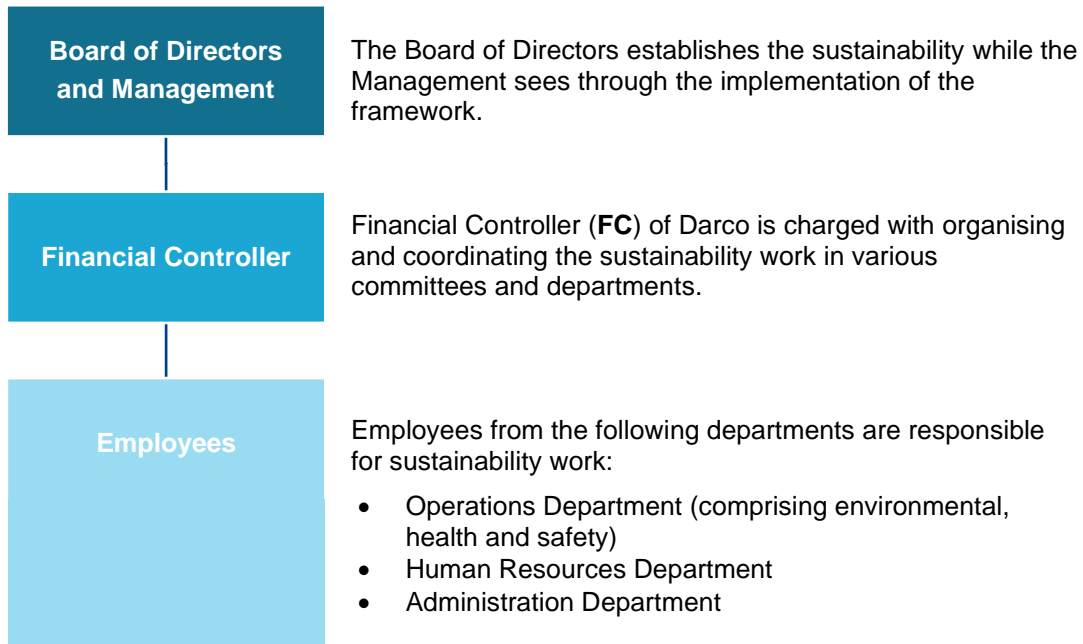 Board of Directors
and Management
The Board of Directors establishes the sustainability while the
Management sees through the implementation of the
framework.
Financial Controller
Financial Controller (FC) of Darco is charged with organising
and coordinating the sustainability work in various
committees and departments.
Employees
Employees from the following departments are responsible
for sustainability work:
• Operations Department (comprising environmental,
health and safety)
• Human Resources Department
• Administration Department